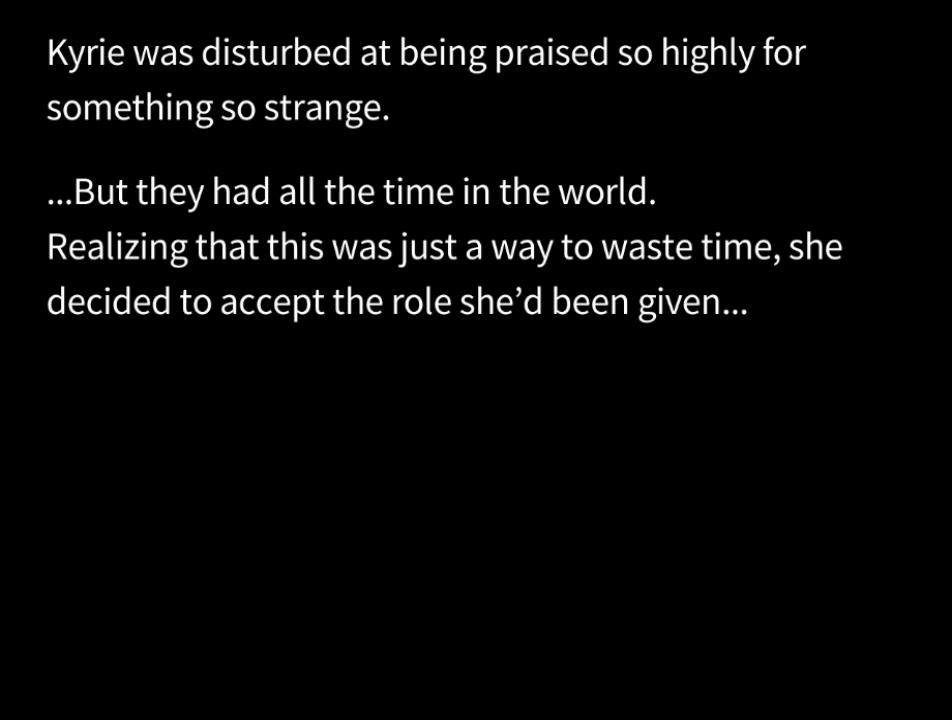 Kyrie was disturbed at being praised so highly for
something so strange.
...But they had all the time in the world.
Realizing that this was just a way to waste time, she
decided to accept the role she’d been given...